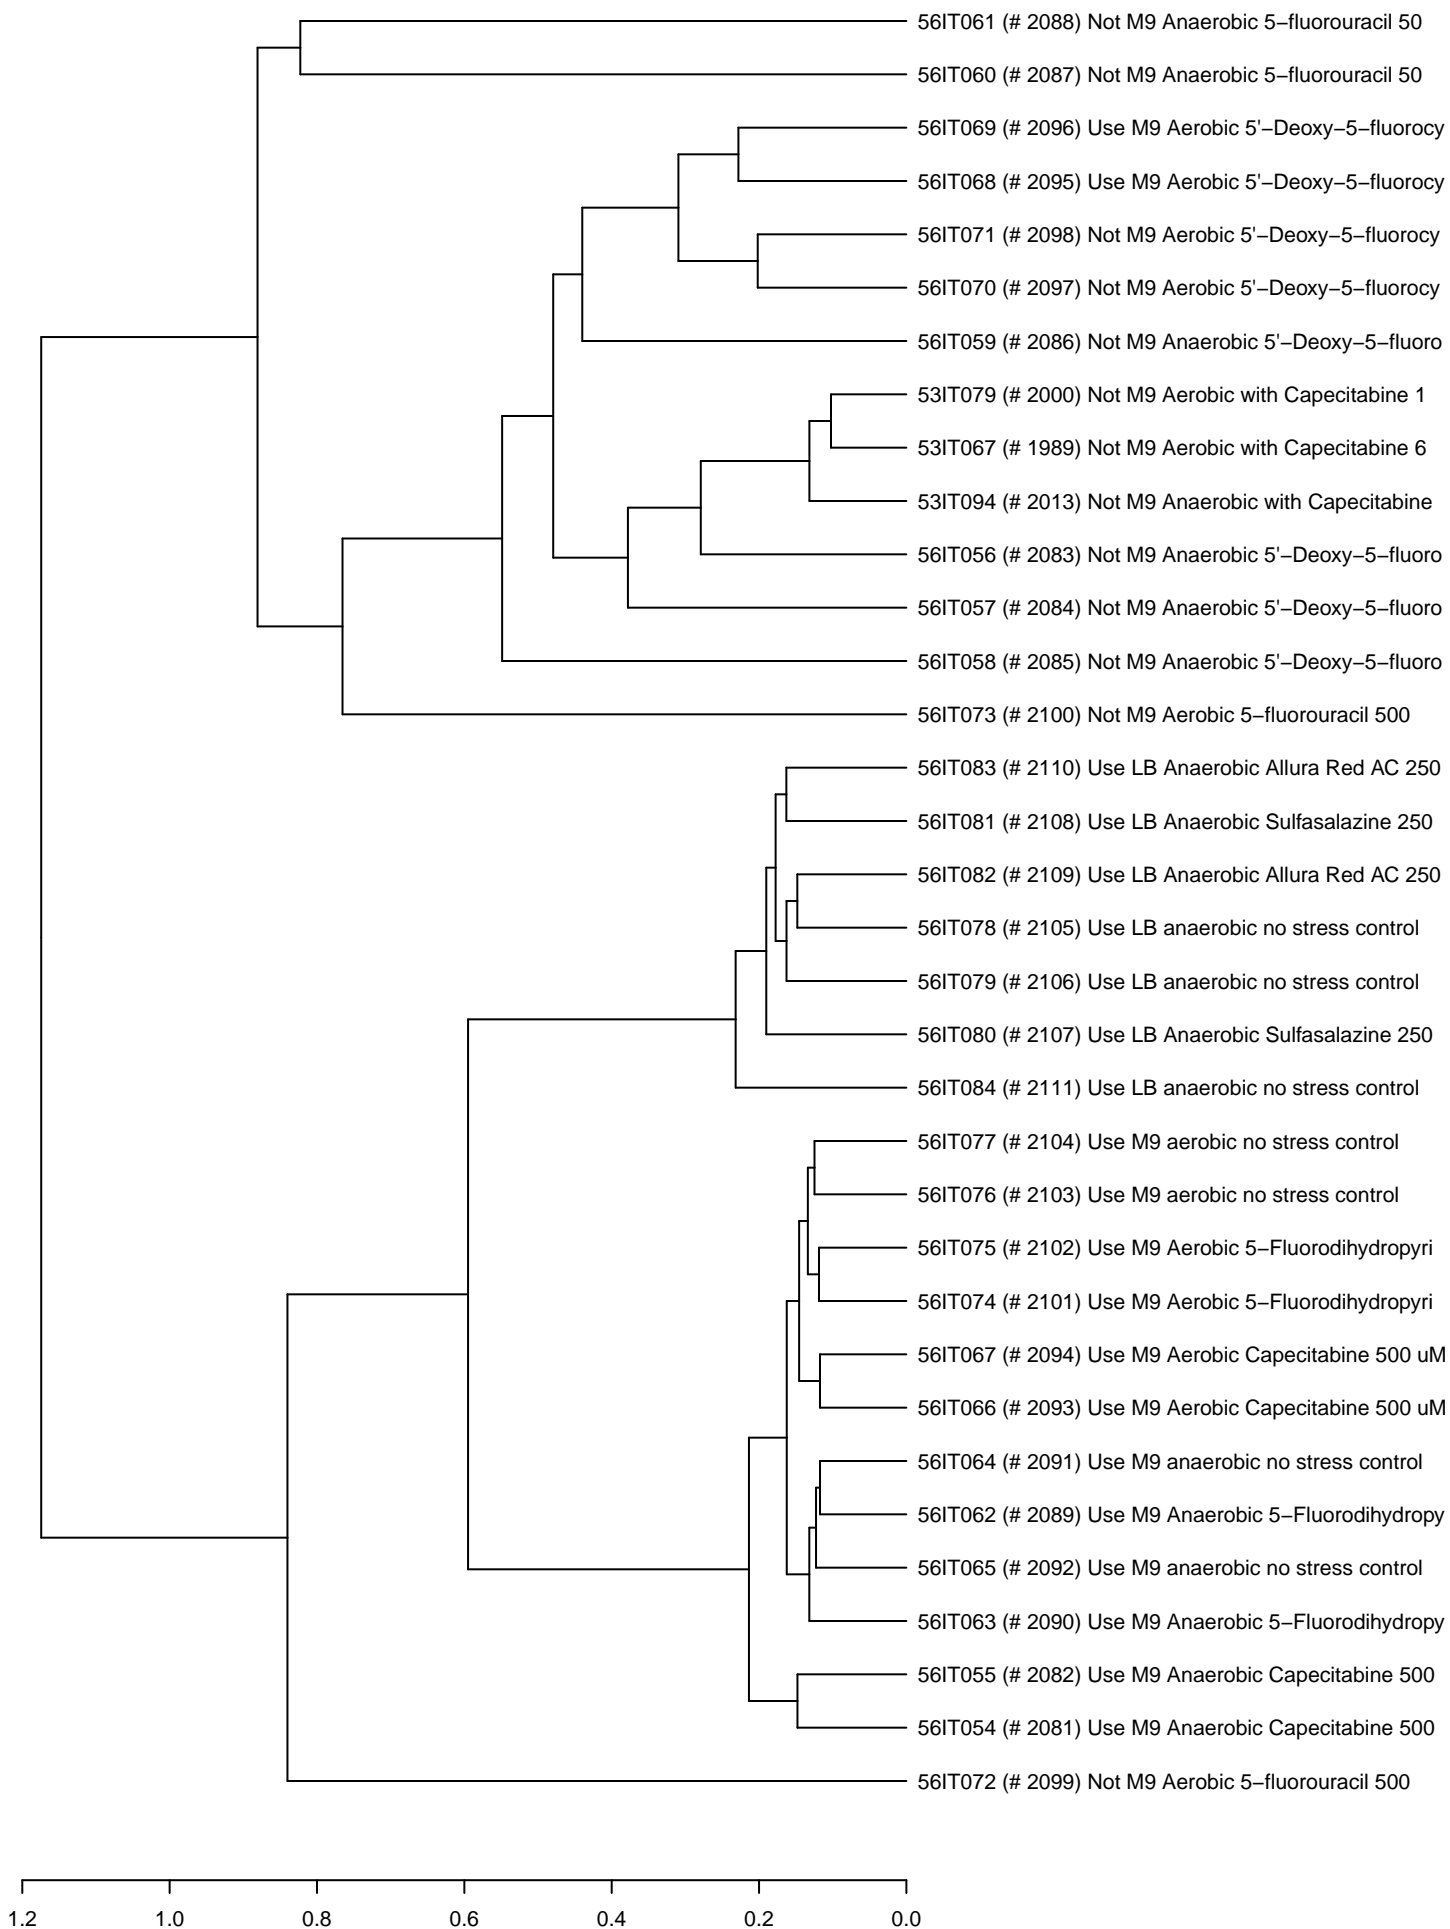 56IT061 (# 2088) Not M9 Anaerobic 5−fluorouracil 50
56IT060 (# 2087) Not M9 Anaerobic 5−fluorouracil 50
56IT069 (# 2096) Use M9 Aerobic 5'−Deoxy−5−fluorocy
56IT068 (# 2095) Use M9 Aerobic 5'−Deoxy−5−fluorocy
56IT071 (# 2098) Not M9 Aerobic 5'−Deoxy−5−fluorocy
56IT070 (# 2097) Not M9 Aerobic 5'−Deoxy−5−fluorocy
56IT059 (# 2086) Not M9 Anaerobic 5'−Deoxy−5−fluoro
53IT079 (# 2000) Not M9 Aerobic with Capecitabine 1
53IT067 (# 1989) Not M9 Aerobic with Capecitabine 6
53IT094 (# 2013) Not M9 Anaerobic with Capecitabine
56IT056 (# 2083) Not M9 Anaerobic 5'−Deoxy−5−fluoro
56IT057 (# 2084) Not M9 Anaerobic 5'−Deoxy−5−fluoro
56IT058 (# 2085) Not M9 Anaerobic 5'−Deoxy−5−fluoro
56IT073 (# 2100) Not M9 Aerobic 5−fluorouracil 500
56IT083 (# 2110) Use LB Anaerobic Allura Red AC 250
56IT081 (# 2108) Use LB Anaerobic Sulfasalazine 250
56IT082 (# 2109) Use LB Anaerobic Allura Red AC 250
56IT078 (# 2105) Use LB anaerobic no stress control
56IT079 (# 2106) Use LB anaerobic no stress control
56IT080 (# 2107) Use LB Anaerobic Sulfasalazine 250
56IT084 (# 2111) Use LB anaerobic no stress control
56IT077 (# 2104) Use M9 aerobic no stress control
56IT076 (# 2103) Use M9 aerobic no stress control
56IT075 (# 2102) Use M9 Aerobic 5−Fluorodihydropyri
56IT074 (# 2101) Use M9 Aerobic 5−Fluorodihydropyri
56IT067 (# 2094) Use M9 Aerobic Capecitabine 500 uM
56IT066 (# 2093) Use M9 Aerobic Capecitabine 500 uM
56IT064 (# 2091) Use M9 anaerobic no stress control
56IT062 (# 2089) Use M9 Anaerobic 5−Fluorodihydropy
56IT065 (# 2092) Use M9 anaerobic no stress control
56IT063 (# 2090) Use M9 Anaerobic 5−Fluorodihydropy
56IT055 (# 2082) Use M9 Anaerobic Capecitabine 500
56IT054 (# 2081) Use M9 Anaerobic Capecitabine 500
56IT072 (# 2099) Not M9 Aerobic 5−fluorouracil 500
1.2 1.0 0.8 0.6 0.4 0.2 0.0